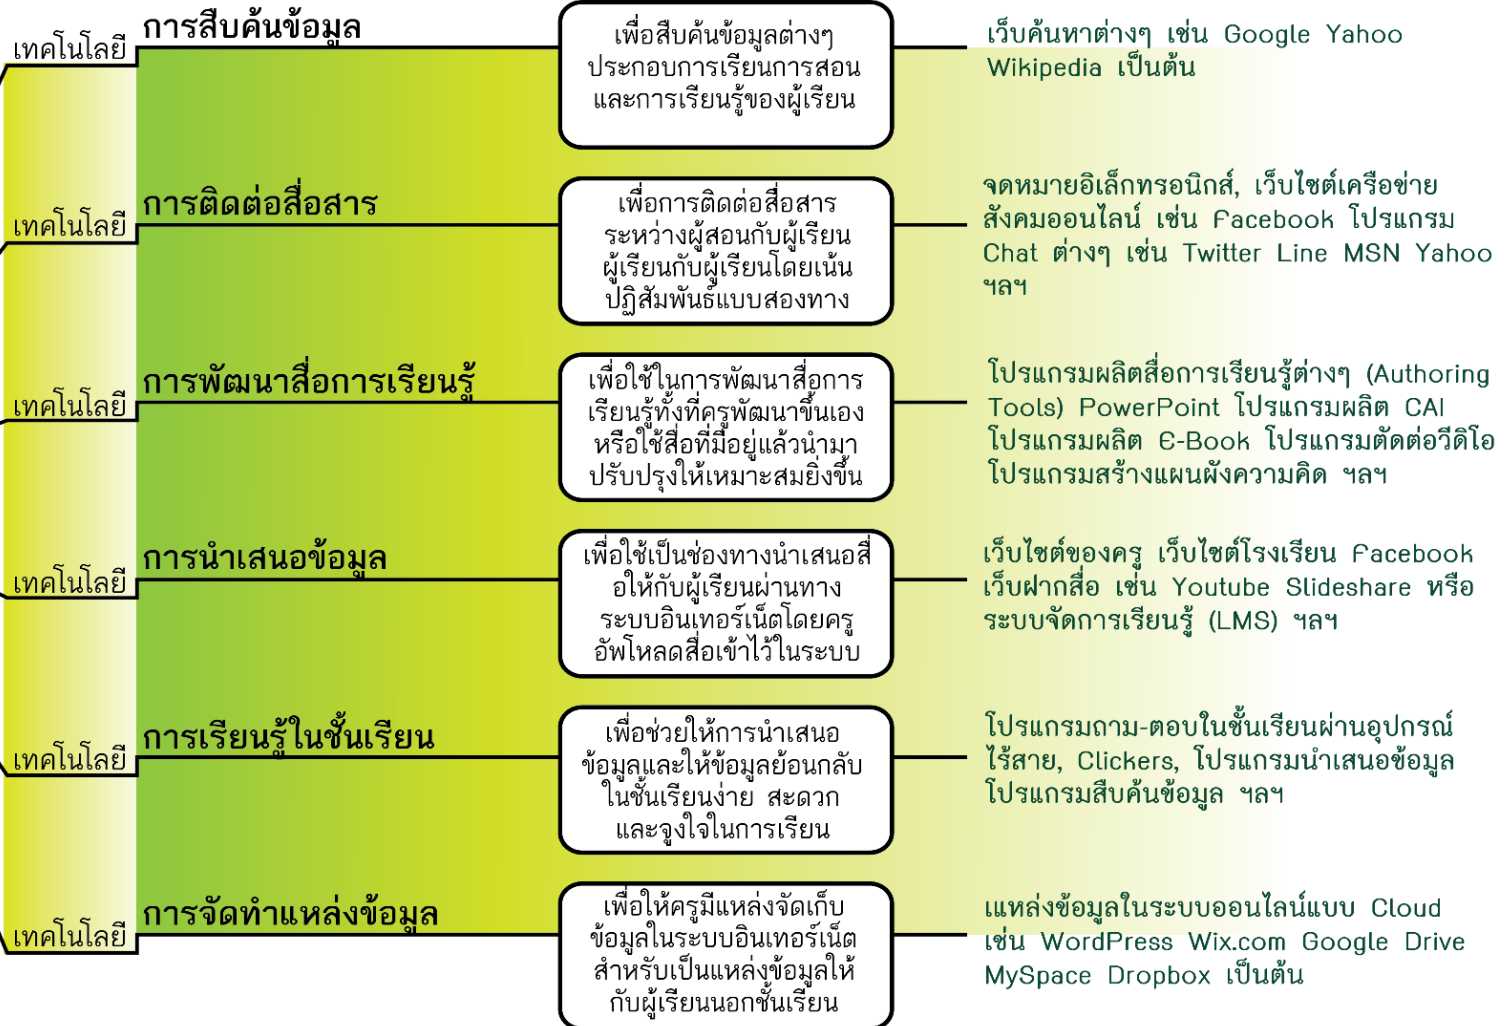 เทคโนโลยี
การสืบค้นข้อมูล
เพื่อสืบค้นข้อมูลต่างๆ
ประกอบการเรียนการสอน
และการเรียนรู้ของผู้เรียน
เว็บค้นหาต่างๆ เช่น Google Yahoo
Wikipedia เป็นต้น
เทคโนโลยี
การติดต่อสื่อสาร
เพื่อการติดต่อสื่อสาร
ระหว่างผู้สอนกับผู้เรียน
ผู้เรียนกับผู้เรียนโดยเน้น
ปฏิสัมพันธ์แบบสองทาง
จดหมายอิเล็กทรอนิกส์, เว็บไซต์เครือข่าย
สังคมออนไลน์ เช่น Facebook โปรแกรม
Chat ต่างๆ เช่น Twitter Line MSN Yahoo
ฯลฯ
เทคโนโลยี
การพัฒนาสื่อการเรียนรู้
เพื่อใช้ในการพัฒนาสื่อการ
เรียนรู้ทั้งที่ครูพัฒนาขึ้นเอง
หรือใช้สื่อที่มีอยู่แล้วนำมา
ปรับปรุงให้เหมาะสมยิ่งขึ้น
โปรแกรมผลิตสื่อการเรียนรู้ต่างๆ (Authoring
Tools) PowerPoint โปรแกรมผลิต CAI
โปรแกรมผลิต E-Book โปรแกรมตัดต่อวีดิโอ
โปรแกรมสร้างแผนผังความคิด ฯลฯ
เทคโนโลยี
การนำเสนอข้อมูล
เพื่อใช้เป็นช่องทางนำเสนอสื่
อให้กับผู้เรียนผ่านทาง
ระบบอินเทอร์เน็ตโดยครู
อัพโหลดสื่อเข้าไว้ในระบบ
เว็บไซต์ของครู เว็บไซต์โรงเรียน Facebook
เว็บฝากสื่อ เช่น Youtube Slideshare หรือ
ระบบจัดการเรียนรู้ (LMS) ฯลฯ
เทคโนโลยี
การเรียนรู้ในชั้นเรียน
เพื่อช่วยให้การนำเสนอ
ข้อมูลและให้ข้อมูลย้อนกลับ
ในชั้นเรียนง่าย สะดวก
และจูงใจในการเรียน
โปรแกรมถาม-ตอบในชั้นเรียนผ่านอุปกรณ์
ไร้สาย, Clickers, โปรแกรมนำเสนอข้อมูล
โปรแกรมสืบค้นข้อมูล ฯลฯ
เทคโนโลยี
การจัดทำแหล่งข้อมูล
เพื่อให้ครูมีแหล่งจัดเก็บ
ข้อมูลในระบบอินเทอร์เน็ต
สำหรับเป็นแหล่งข้อมูลให้
กับผู้เรียนนอกชั้นเรียน
แหล่งข้อมูลในระบบออนไลน์แบบ Cloud
เช่น WordPress Wix.com Google Drive
MySpace Dropbox เป็นต้น